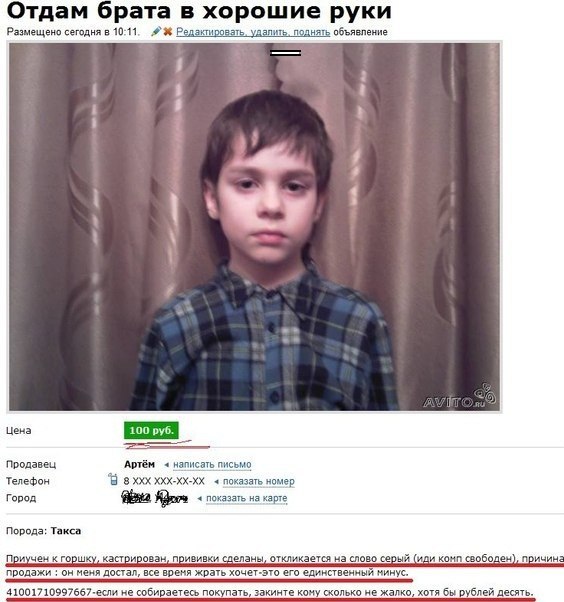 Отдам брата в хорошие руки
Размещено сегодня в 10:11. Редактировать, удалить, поднять объявление
AVITO.RU
Цена 100 руб.
Продавец Артём написать письмо
Телефон 8 XXX XXX-XX-XX показать номер
Город показать на карте
Порода: Такса
Приучен к горшку, кастрирован, прививки сделаны, откликается на слово серый (иди комп свободен), причина
продажи : он меня достал, все время жрать хочет-это его единственный минус.
41001710997667-если не собираетесь покупать, закинте кому сколько не жалко, хотя бы рублей десять.